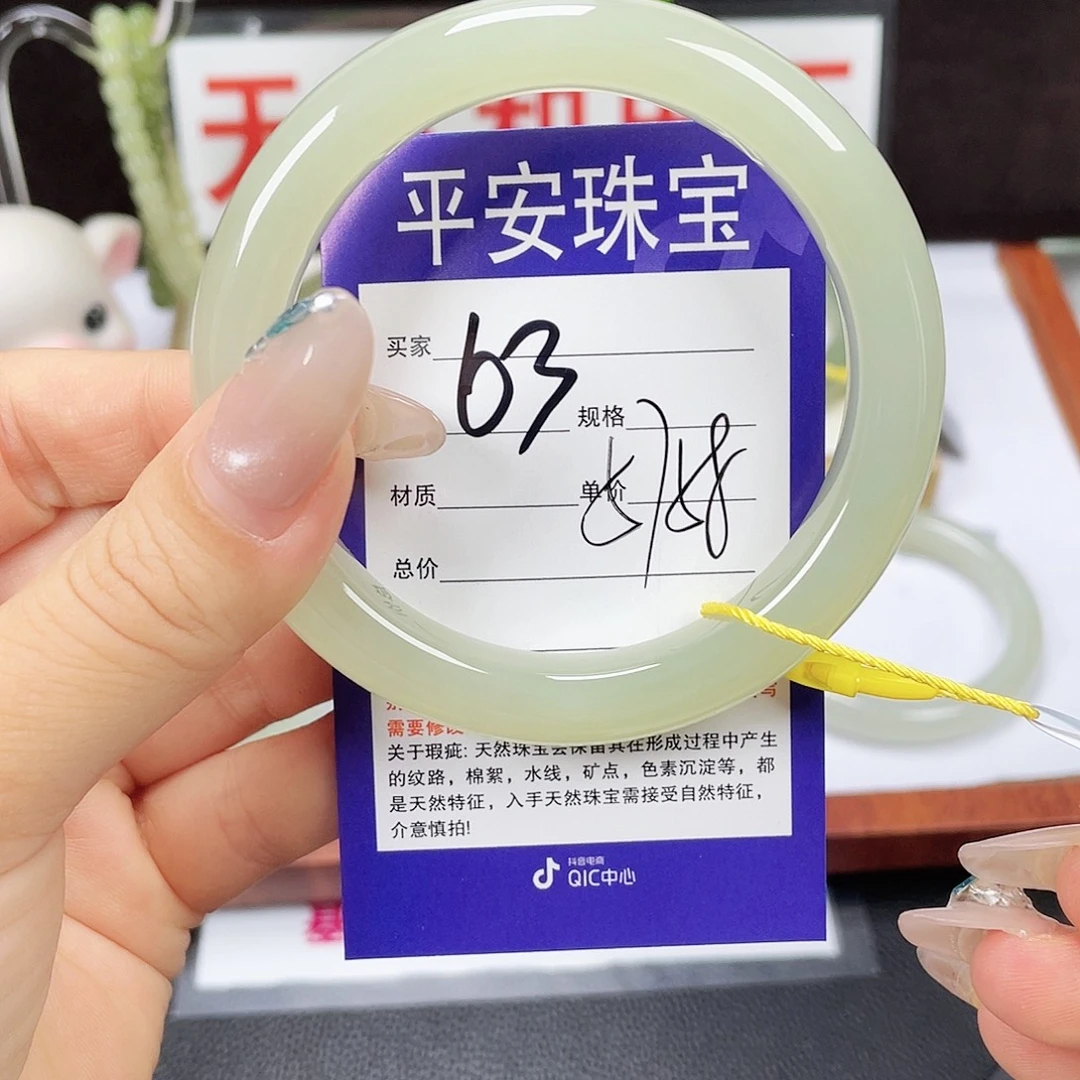 天
平安珠宝
买家
63
规格
材质
单价
总价
需要修改
关于瑕疵: 天然珠宝会保留其在形成过程中产生
的纹路，棉絮，水线，矿点，色素沉淀等，都
是天然特征，入手天然珠宝需接受自然特征，
介意慎拍!
抖音电商
QIC中心